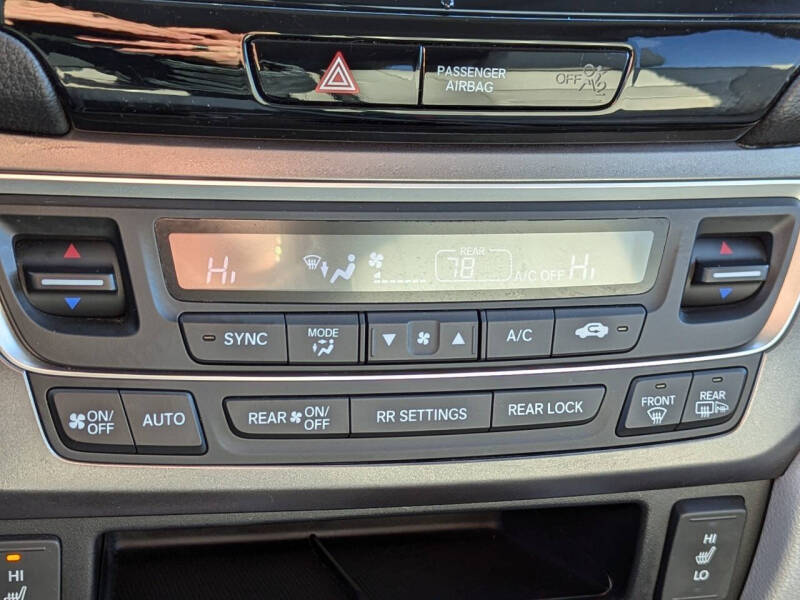 PASSENGER
AIRBAG
OFF
Hi
REAR
78
A/C OFF
Hi
SYNC
MODE
A/C
ON/
OFF
AUTO
REAR ON/
OFF
RR SETTINGS
REAR LOCK
FRONT
REAR
HI
HI
LO